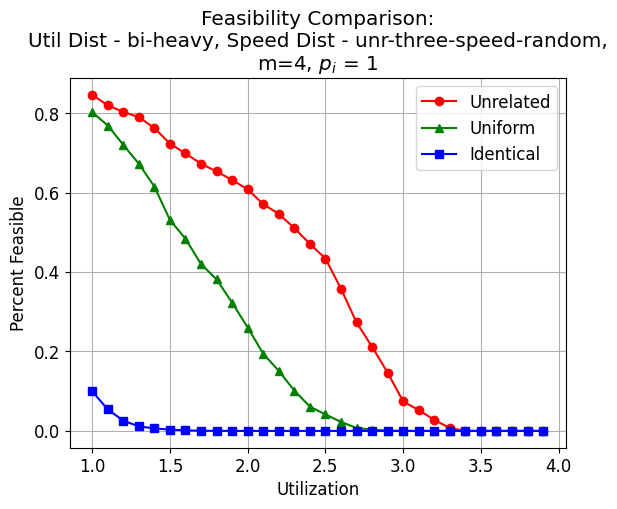 Feasibility Comparison:
Util Dist - bi-heavy, Speed Dist - unr-three-speed-random,
m=4, $p_i$ = 1
Unrelated
Uniform
Identical
Percent Feasible
0.8
0.6
0.4
0.2
0.0
1.0 1.5 2.0 2.5 3.0 3.5 4.0
Utilization